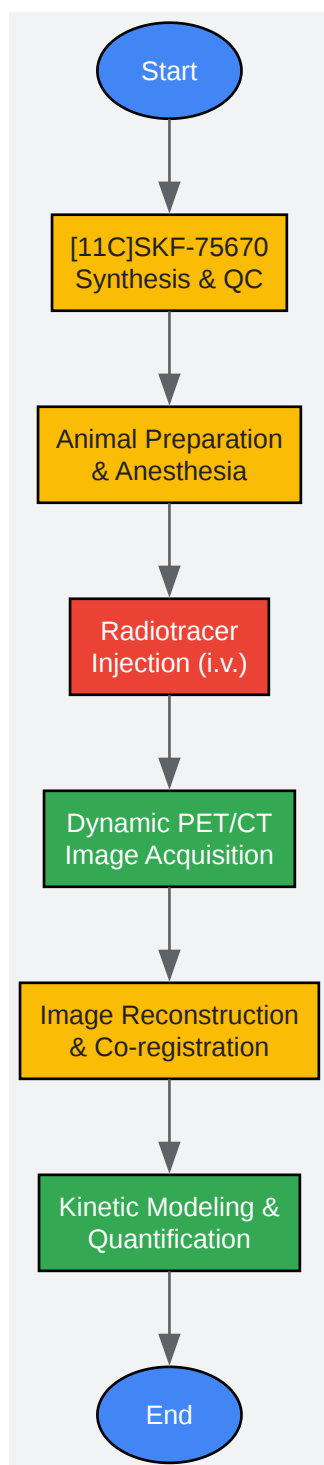 Start
[11C]SKF-75670
Synthesis & QC
Animal Preparation
& Anesthesia
Radiotracer
Injection (i.v.)
Dynamic PET/CT
Image Acquisition
Image Reconstruction
& Co-registration
Kinetic Modeling &
Quantification
End